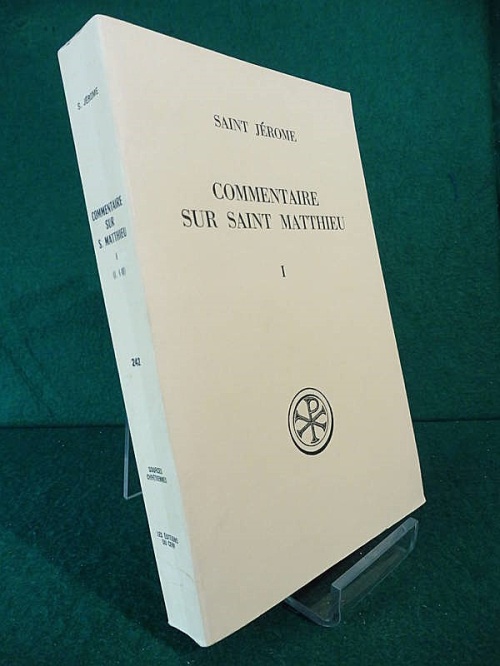 SAINT JÉROME
COMMENTAIRE
SUR SAINT MATTHIEU
I
S. JÉROME
COMMENTAIRE
SUR
S. MATTHIEU
I
242
SOURCES
CHRÉTIENNES
LES ÉDITIONS
DU CERF